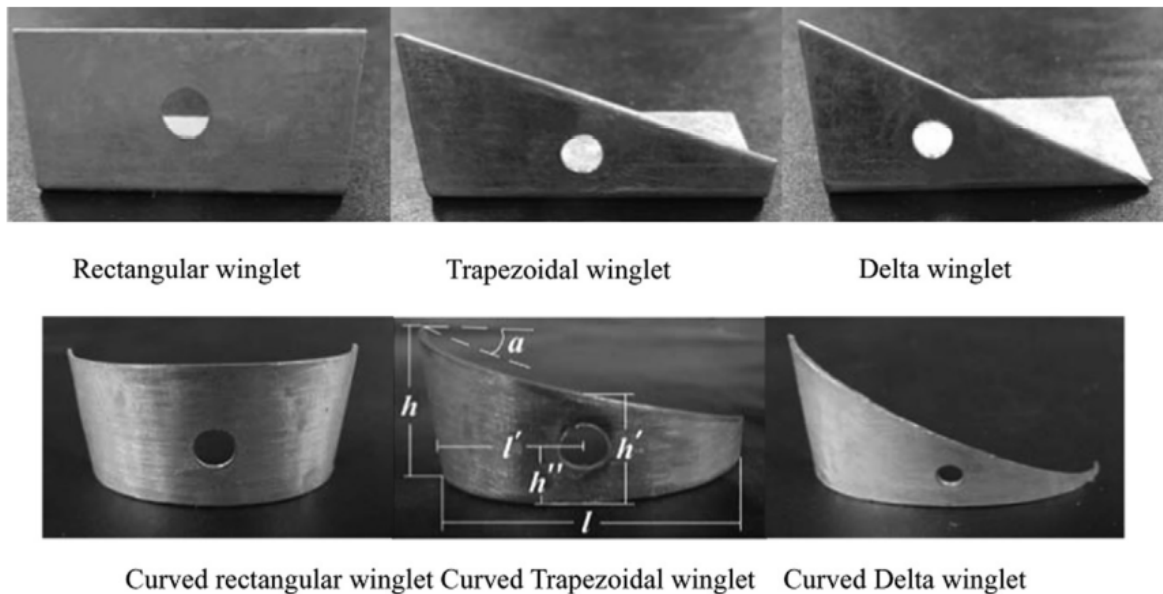 Rectangular winglet
Trapezoidal winglet
Delta winglet
a
h
l'
h'
h''
l
Curved rectangular winglet Curved Trapezoidal winglet Curved Delta winglet